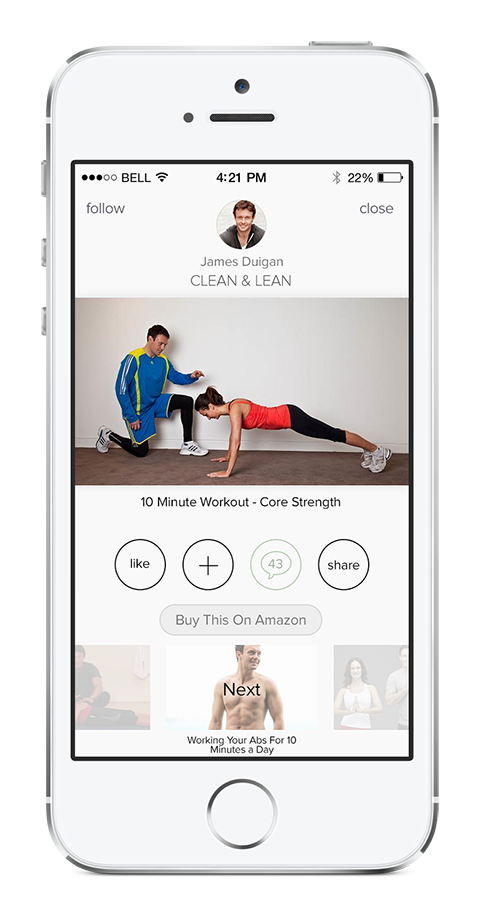 BELL 4:21 PM 22%
follow
close
James Duigan
CLEAN & LEAN
10 Minute Workout - Core Strength
like
+
43
share
Buy This On Amazon
Next
Working Your Abs For 10
Minutes a Day